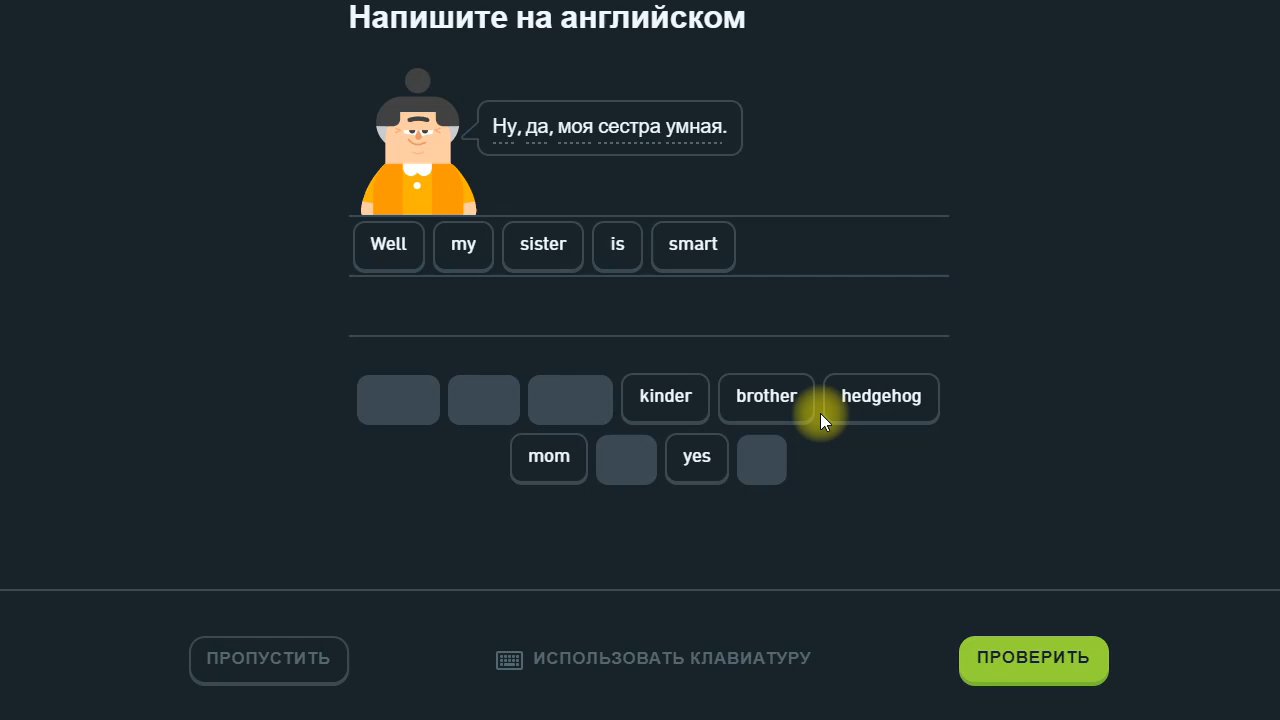 Напишите на английском
Ну, да, моя сестра умная.
Well my sister is smart
kinder brother hedgehog
mom yes
ПРОПУСТИТЬ ИСПОЛЬЗОВАТЬ КЛАВИАТУРУ ПРОВЕРИТЬ